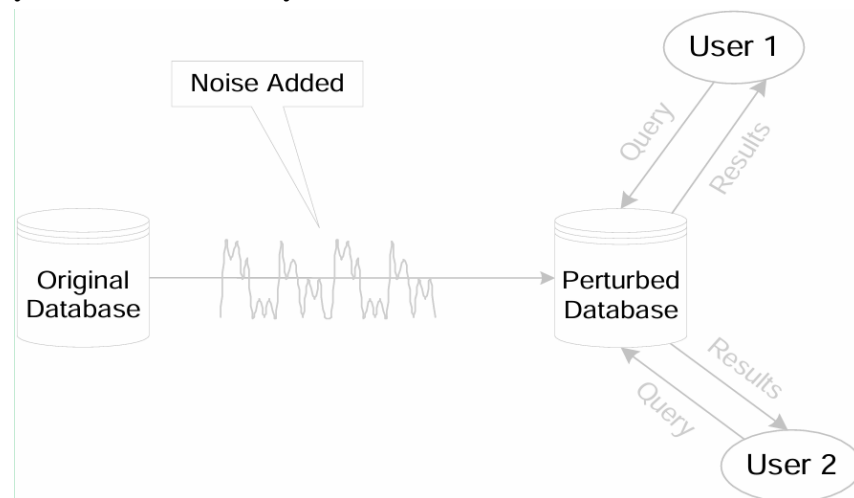 User 1
Noise Added
Query
Results
Original
Database
Perturbed
Database
Results
Query
User 2